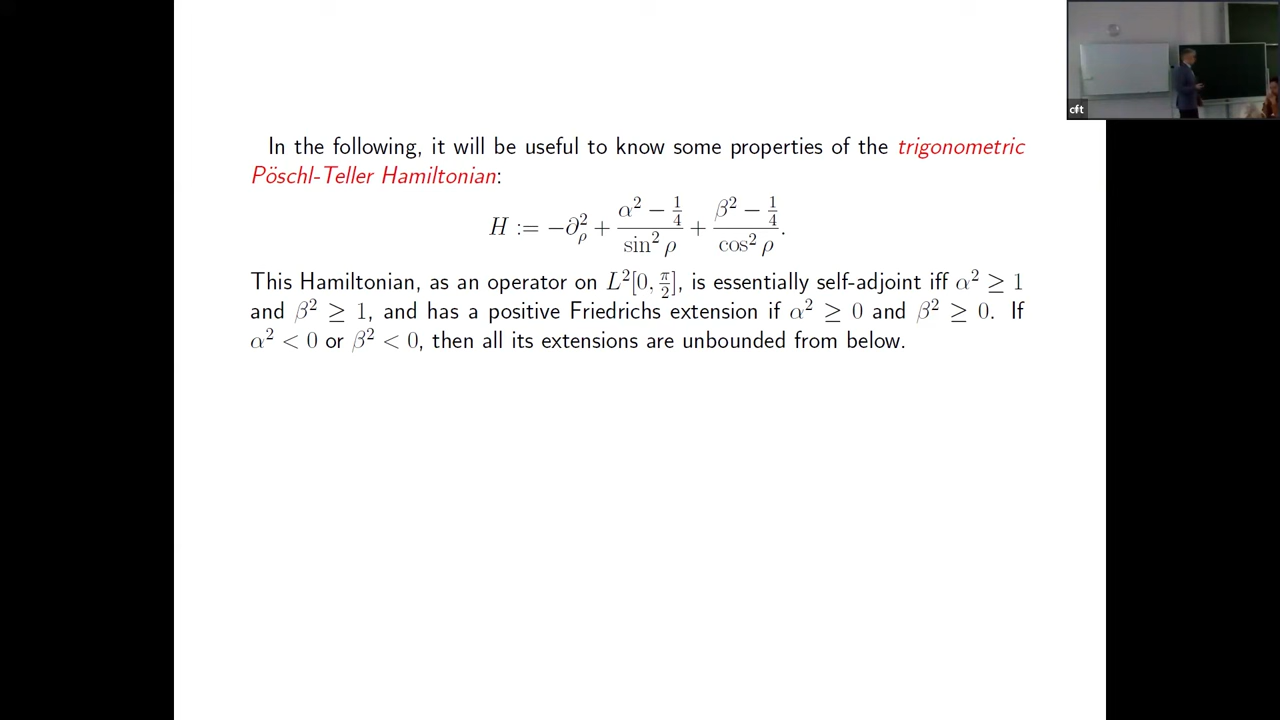 In the following, it will be useful to know some properties of the trigonometric
Pöschl-Teller Hamiltonian:
H := −∂²_ρ + (α² − 1/4)/(sin² ρ) + (β² − 1/4)/(cos² ρ).
This Hamiltonian, as an operator on L²[0, π/2], is essentially self-adjoint iff α² ≥ 1
and β² ≥ 1, and has a positive Friedrichs extension if α² ≥ 0 and β² ≥ 0. If
α² < 0 or β² < 0, then all its extensions are unbounded from below.
cft